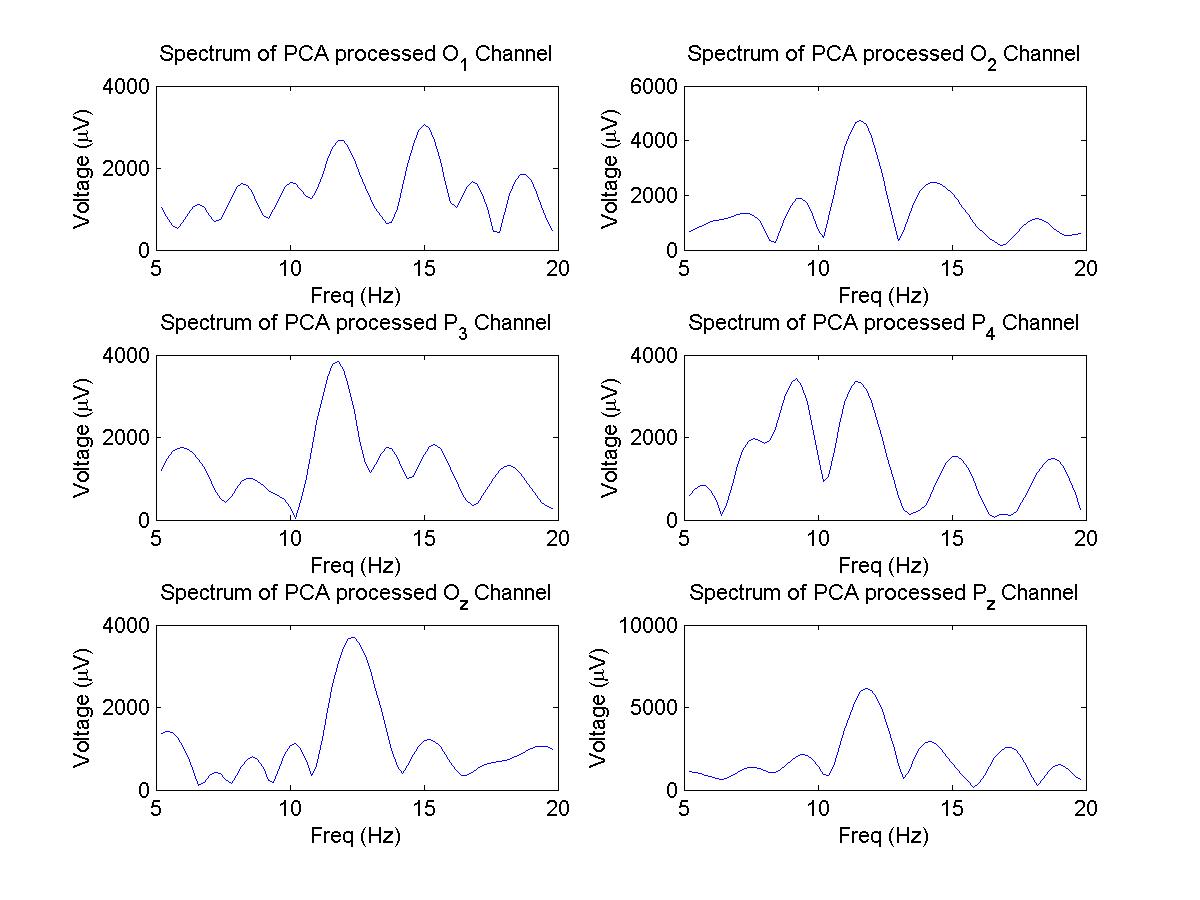 Spectrum of PCA processed O1 Channel
4000
2000
0
Voltage (μV)
5 10 15 20
Freq (Hz)
Spectrum of PCA processed O2 Channel
6000
4000
2000
0
Voltage (μV)
5 10 15 20
Freq (Hz)
Spectrum of PCA processed P3 Channel
4000
2000
0
Voltage (μV)
5 10 15 20
Freq (Hz)
Spectrum of PCA processed P4 Channel
4000
2000
0
Voltage (μV)
5 10 15 20
Freq (Hz)
Spectrum of PCA processed Oz Channel
4000
2000
0
Voltage (μV)
5 10 15 20
Freq (Hz)
Spectrum of PCA processed Pz Channel
10000
5000
0
Voltage (μV)
5 10 15 20
Freq (Hz)